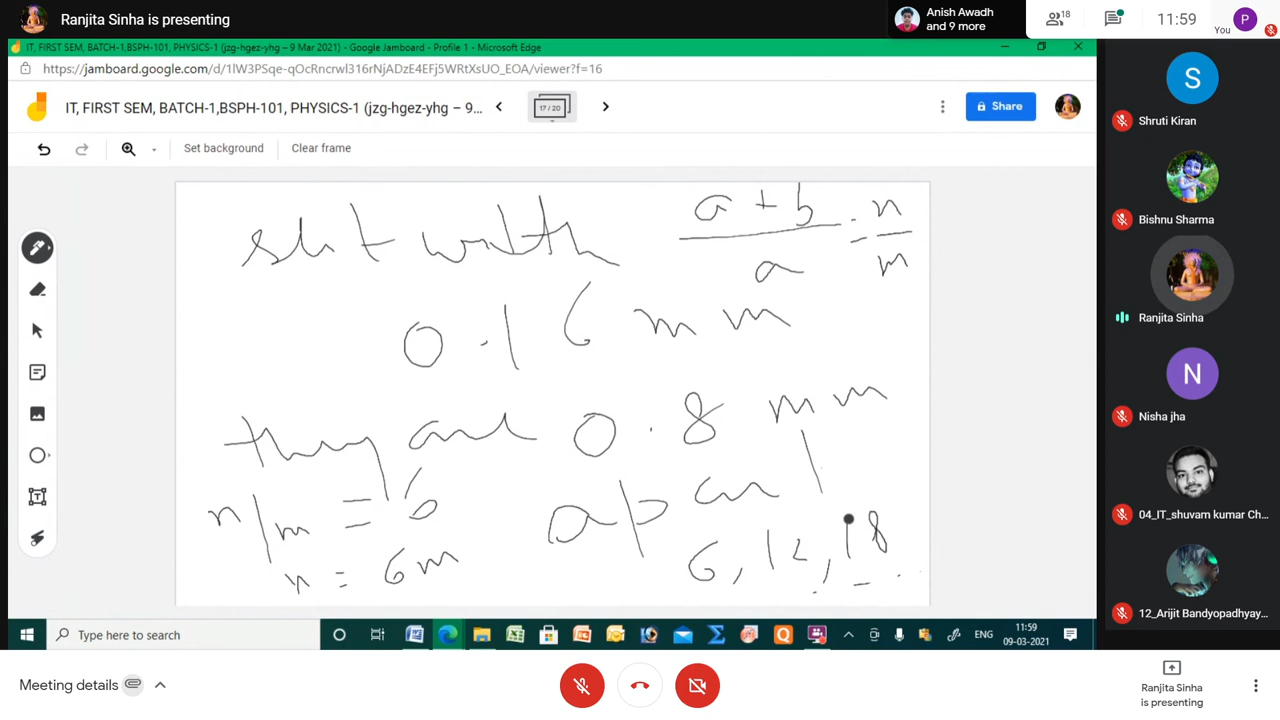 Ranjita Sinha is presenting
Anish Awadh
and 9 more
18
11:59
You
P
IT, FIRST SEM, BATCH-1,BSPH-101, PHYSICS-1 (jzg-hgez-yhg – 9 Mar 2021) - Google Jamboard - Profile 1 - Microsoft Edge
https://jamboard.google.com/d/1lW3PSqe-qOcRncrwl316rNjADzE4EFj5WRtXsUO_EOA/viewer?f=16
IT, FIRST SEM, BATCH-1,BSPH-101, PHYSICS-1 (jzg-hgez-yhg – 9...
17 / 20
Share
Set background
Clear frame
slit width
a + b / a = n / m
0.16 mm
they are 0.8 mm
apart
n/m = 6
n = 6m
6, 12, 18 ...
S
Shruti Kiran
Bishnu Sharma
Ranjita Sinha
N
Nisha jha
04_IT_shuvam kumar Ch...
12_Arijit Bandyopadhyay...
Type here to search
ENG
11:59
09-03-2021
Meeting details
Ranjita Sinha
is presenting